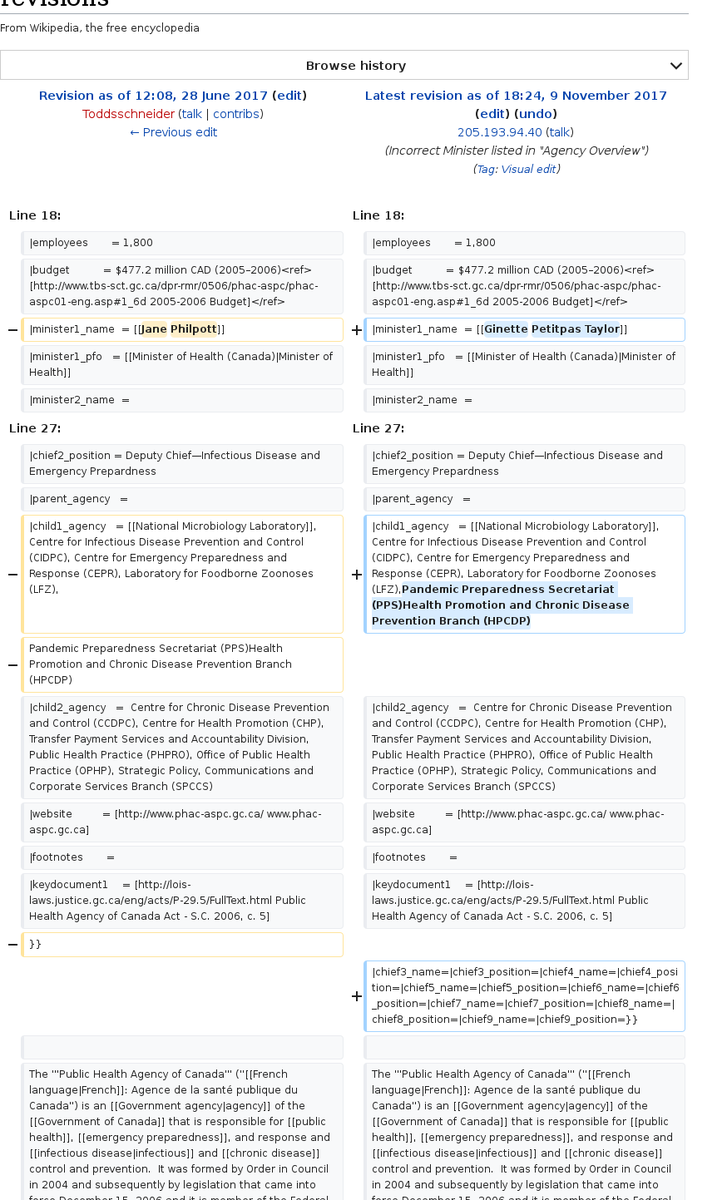 revisions
From Wikipedia, the free encyclopedia
Browse history
Revision as of 12:08, 28 June 2017 (edit)
Toddsschneider (talk | contribs)
← Previous edit
Latest revision as of 18:24, 9 November 2017
(edit) (undo)
205.193.94.40 (talk)
(Incorrect Minister listed in "Agency Overview")
(Tag: Visual edit)
Line 18:
Line 18:
|employees = 1,800
|employees = 1,800
|budget = $477.2 million CAD (2005–2006)<ref>
[http://www.tbs-sct.gc.ca/dpr-rmr/0506/phac-aspc/phac-
aspc01-eng.asp#1_6d 2005-2006 Budget]</ref>
|budget = $477.2 million CAD (2005–2006)<ref>
[http://www.tbs-sct.gc.ca/dpr-rmr/0506/phac-aspc/phac-
aspc01-eng.asp#1_6d 2005-2006 Budget]</ref>
− |minister1_name = [[Jane Philpott]]
+ |minister1_name = [[Ginette Petitpas Taylor]]
|minister1_pfo = [[Minister of Health (Canada)|Minister of
Health]]
|minister1_pfo = [[Minister of Health (Canada)|Minister of
Health]]
|minister2_name =
|minister2_name =
Line 27:
Line 27:
|chief2_position = Deputy Chief—Infectious Disease and
Emergency Prepardness
|chief2_position = Deputy Chief—Infectious Disease and
Emergency Prepardness
|parent_agency =
|parent_agency =
|child1_agency = [[National Microbiology Laboratory]],
Centre for Infectious Disease Prevention and Control
(CIDPC), Centre for Emergency Preparedness and
− Response (CEPR), Laboratory for Foodborne Zoonoses
(LFZ),
|child1_agency = [[National Microbiology Laboratory]],
Centre for Infectious Disease Prevention and Control
(CIDPC), Centre for Emergency Preparedness and
+ Response (CEPR), Laboratory for Foodborne Zoonoses
(LFZ),Pandemic Preparedness Secretariat
(PPS)Health Promotion and Chronic Disease
Prevention Branch (HPCDP)
Pandemic Preparedness Secretariat (PPS)Health
− Promotion and Chronic Disease Prevention Branch
(HPCDP)
|child2_agency = Centre for Chronic Disease Prevention
and Control (CCDPC), Centre for Health Promotion (CHP),
Transfer Payment Services and Accountability Division,
Public Health Practice (PHPRO), Office of Public Health
Practice (OPHP), Strategic Policy, Communications and
Corporate Services Branch (SPCCS)
|child2_agency = Centre for Chronic Disease Prevention
and Control (CCDPC), Centre for Health Promotion (CHP),
Transfer Payment Services and Accountability Division,
Public Health Practice (PHPRO), Office of Public Health
Practice (OPHP), Strategic Policy, Communications and
Corporate Services Branch (SPCCS)
|website = [http://www.phac-aspc.gc.ca/ www.phac-
aspc.gc.ca]
|website = [http://www.phac-aspc.gc.ca/ www.phac-
aspc.gc.ca]
|footnotes =
|footnotes =
|keydocument1 = [http://lois-
laws.justice.gc.ca/eng/acts/P-29.5/FullText.html Public
Health Agency of Canada Act - S.C. 2006, c. 5]
|keydocument1 = [http://lois-
laws.justice.gc.ca/eng/acts/P-29.5/FullText.html Public
Health Agency of Canada Act - S.C. 2006, c. 5]
− }}
|chief3_name=|chief3_position=|chief4_name=|chief4_posi
+ tion=|chief5_name=|chief5_position=|chief6_name=|chief6
_position=|chief7_name=|chief7_position=|chief8_name=|
chief8_position=|chief9_name=|chief9_position=}}
The '''Public Health Agency of Canada''' (''[[French
language|French]]: Agence de la santé publique du
Canada'') is an [[Government agency|agency]] of the
[[Government of Canada]] that is responsible for [[public
health]], [[emergency preparedness]], and response and
[[infectious disease|infectious]] and [[chronic disease]]
control and prevention.  It was formed by Order in Council
in 2004 and subsequently by legislation that came into
force December 15, 2006 and it is member of the Federal
The '''Public Health Agency of Canada''' (''[[French
language|French]]: Agence de la santé publique du
Canada'') is an [[Government agency|agency]] of the
[[Government of Canada]] that is responsible for [[public
health]], [[emergency preparedness]], and response and
[[infectious disease|infectious]] and [[chronic disease]]
control and prevention.  It was formed by Order in Council
in 2004 and subsequently by legislation that came into
force December 15, 2006 and it is member of the Federal